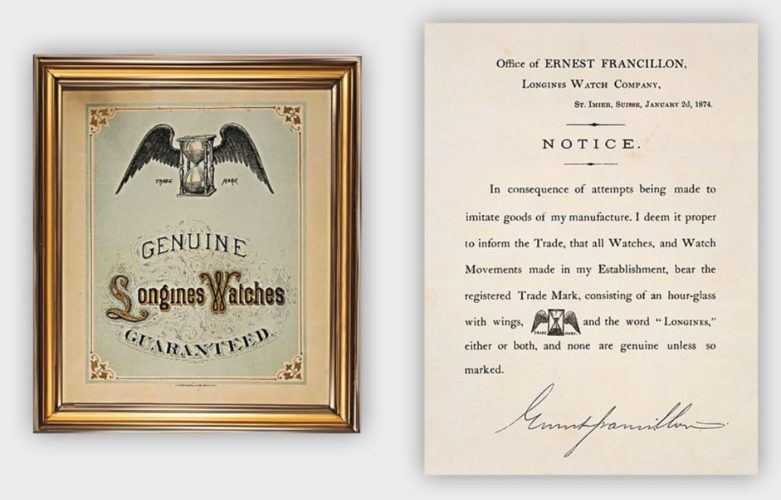 TRADE MARK
GENUINE
Longines Watches
GUARANTEED.
Office of ERNEST FRANCILLON,
LONGINES WATCH COMPANY,
ST. IMIER, SUISSE, JANUARY 2d, 1874.
NOTICE.
In consequence of attempts being made to
imitate goods of my manufacture. I deem it proper
to inform the Trade, that all Watches, and Watch
Movements made in my Establishment, bear the
registered Trade Mark, consisting of an hour-glass
with wings, TRADE MARK and the word "LONGINES,"
either or both, and none are genuine unless so
marked.
Ernest Francillon